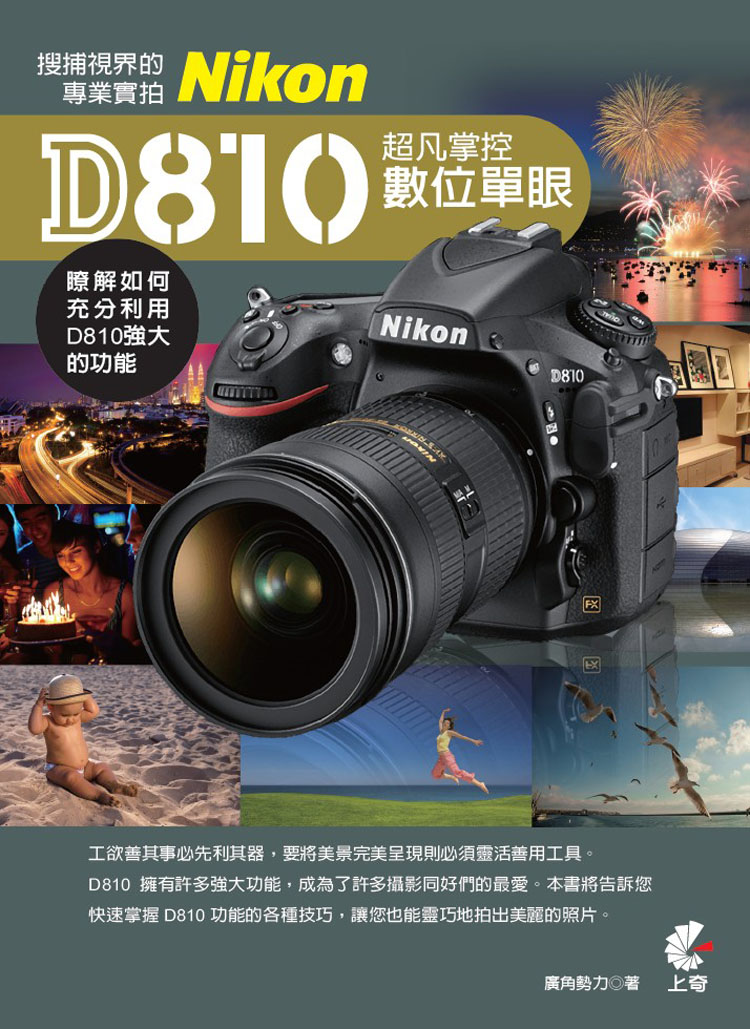 搜捕視界的
專業實拍
Nikon
D810
超凡掌控
數位單眼
瞭解如何
充分利用
D810強大
的功能
Nikon
D810
FX
工欲善其事必先利其器，要將美景完美呈現則必須靈活善用工具。
D810 擁有許多強大功能，成為了許多攝影同好們的最愛。本書將告訴您
快速掌握 D810 功能的各種技巧，讓您也能靈巧地拍出美麗的照片。
廣角勢力◎著
上奇